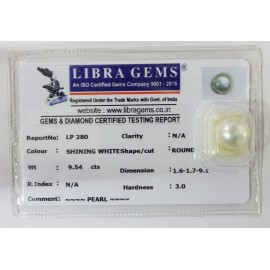 LIBRA GEMS
An ISO Certified Gems Company 9001 - 2015
Registered Under the Trade Marks with Govt. of India
website : www.libragems.co.in
GEMS & DIAMOND CERTIFIED TESTING REPORT
ReportNo: LP 280 Clarity : N/A
Colour : SHINING WHITE Shape/cut : ROUND
Wt : 9.54 cts Dimension : 1.6-1.7-9.1
R.Index : N/A Hardness : 3.0
Comment : ~~~~ PEARL ~~~~